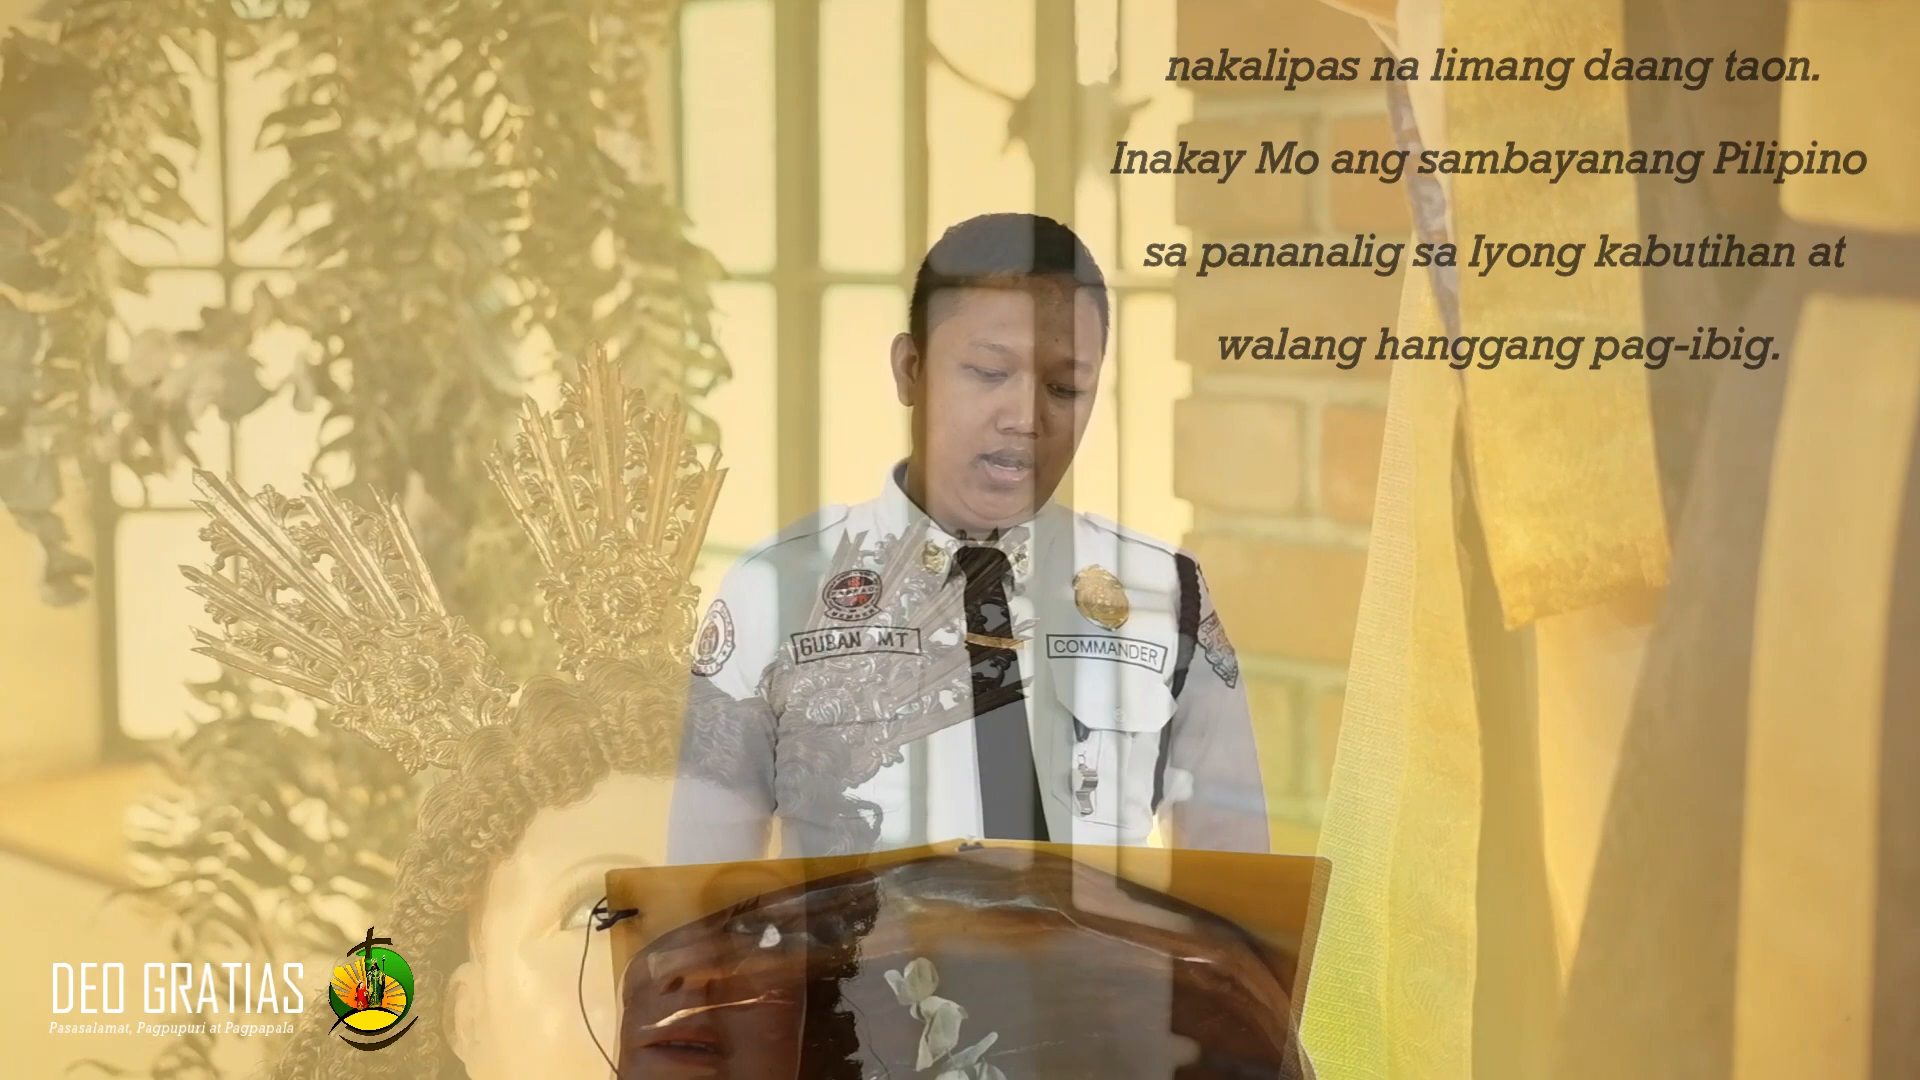 nakalipas na limang daang taon.
Inakay Mo ang sambayanang Pilipino
sa pananalig sa Iyong kabutihan at
walang hanggang pag-ibig.
GUBAN MT
COMMANDER
DEO GRATIAS
Pasasalamat, Pagpupuri at Pagpapala